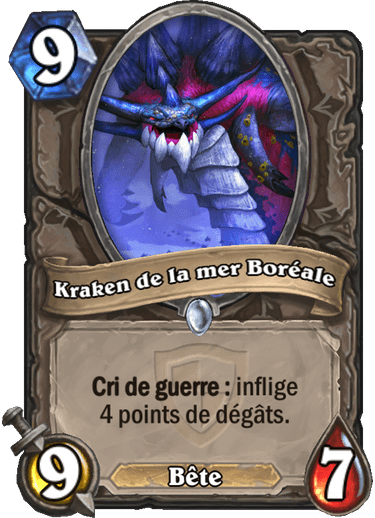 9
Kraken de la mer Boréale
Cri de guerre : inflige
4 points de dégâts.
9
Bête
7